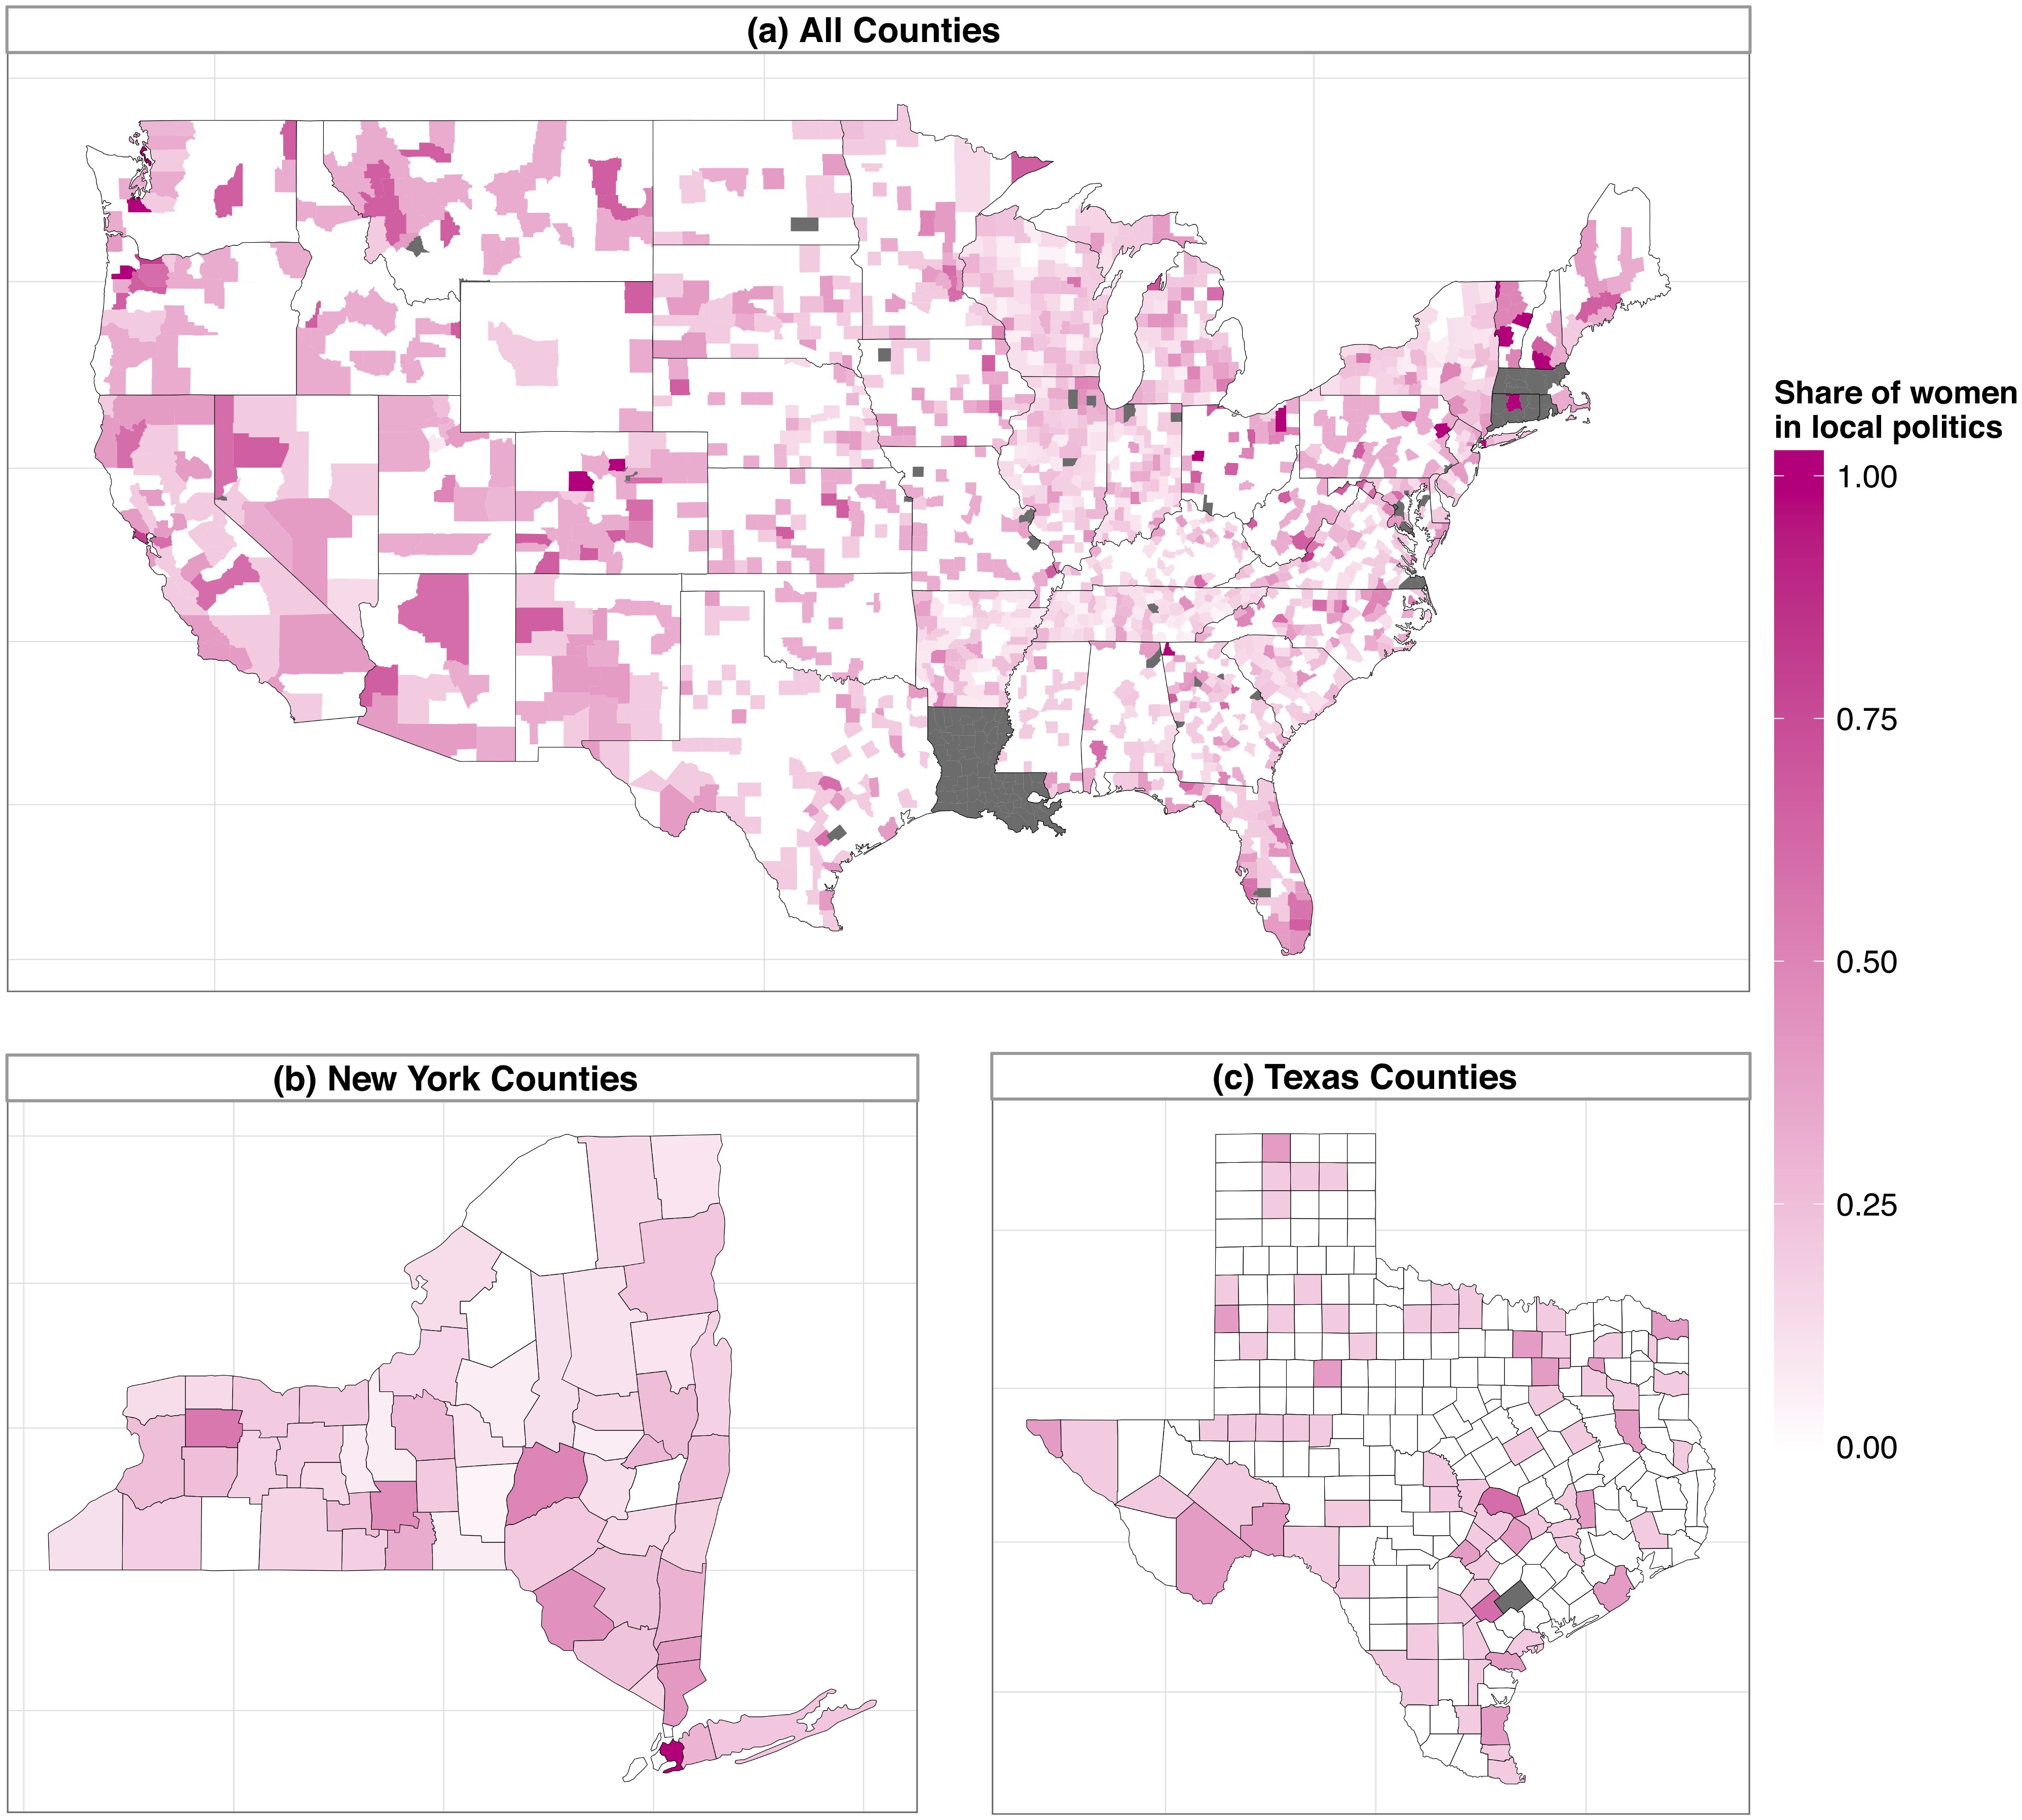 (a) All Counties
Share of women
in local politics
1.00
0.75
0.50
0.25
0.00
(b) New York Counties
(c) Texas Counties